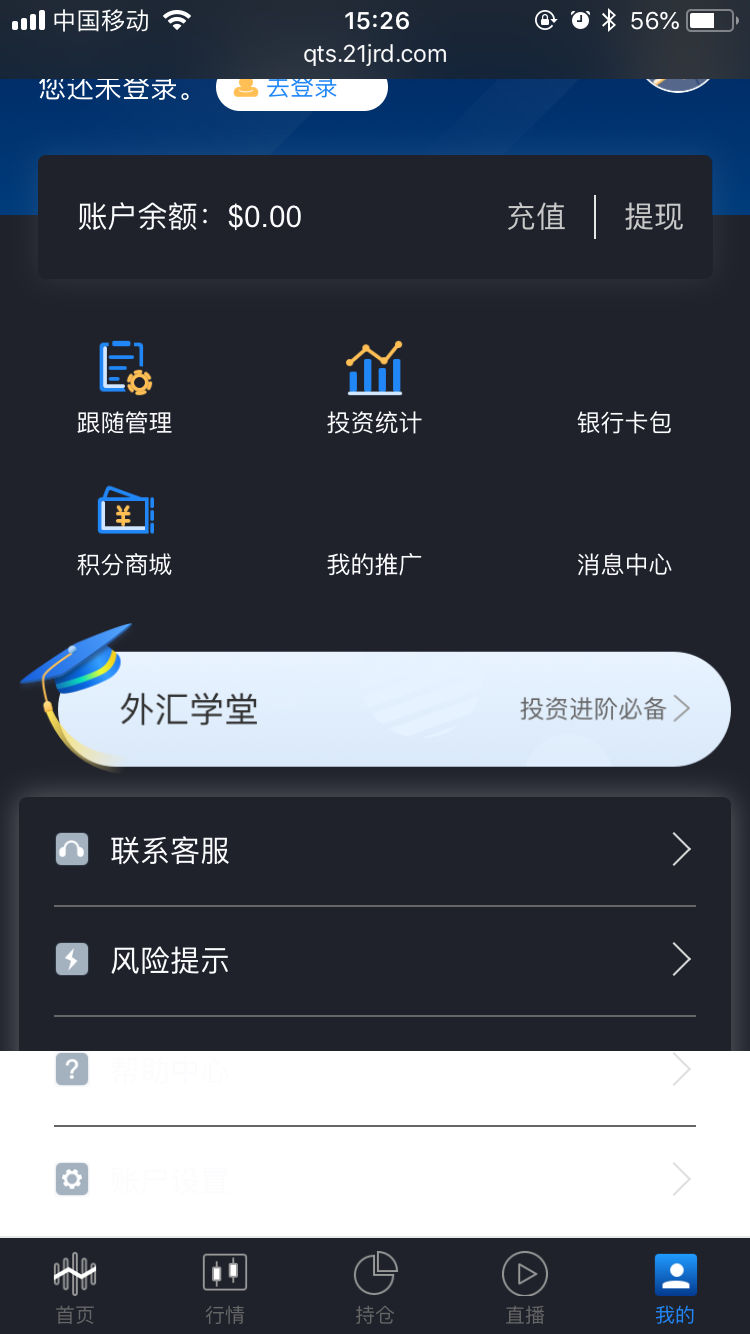 中国移动 15:26 56%
qts.21jrd.com
您还未登录。 去登录
账户余额：$0.00 充值 提现
跟随管理 投资统计 银行卡包
积分商城 我的推广 消息中心
外汇学堂 投资进阶必备
联系客服
风险提示
帮助中心
账户设置
首页 行情 持仓 直播 我的